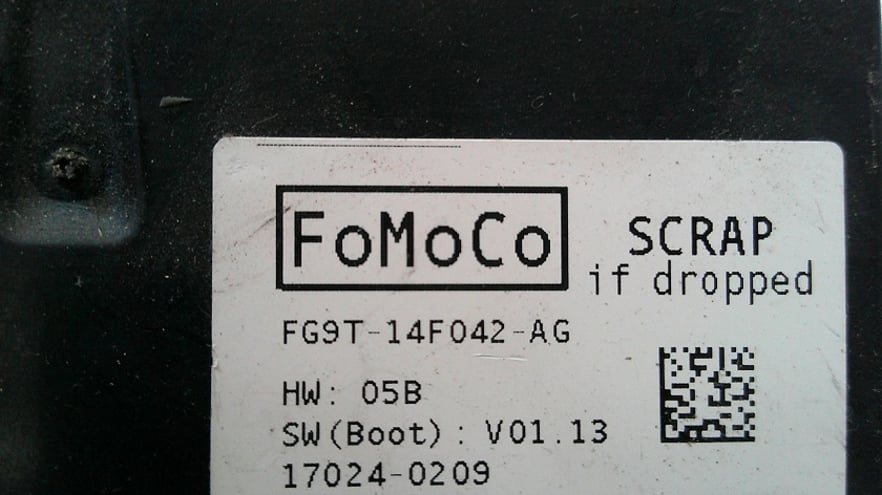 FoMoCo
SCRAP
if dropped
FG9T-14F042-AG
HW: 05B
SW(Boot): V01.13
17024-0209